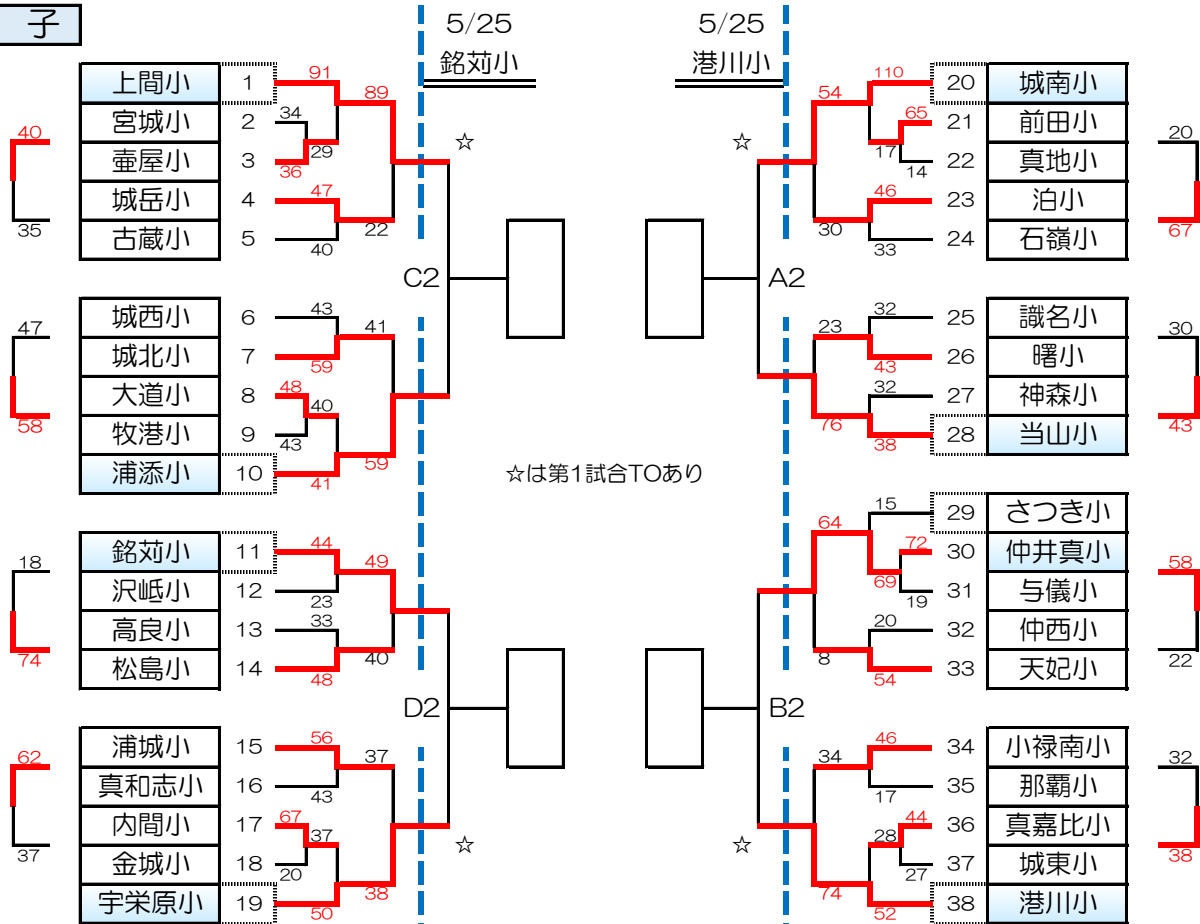 子
5/25
銘苅小
5/25
港川小
40
35
上間小 1 91
宮城小 2 34
壷屋小 3 36
29
89
城岳小 4 47
古蔵小 5 40
22
☆
47
58
城西小 6 43
城北小 7 59
41
大道小 8 48
牧港小 9 43
40
浦添小 10 41
59
C2
18
74
銘苅小 11 44
沢岻小 12 23
49
高良小 13 33
松島小 14 48
40
62
37
浦城小 15 56
真和志小 16 43
37
内間小 17 67
金城小 18 20
37
宇栄原小 19 50
38
D2
☆
☆は第1試合TOあり
☆
54
110 20 城南小
65 21 前田小
14 22 真地小
17
46 23 泊小
33 24 石嶺小
30
20
67
A2
32 25 識名小
43 26 曙小
23
32 27 神森小
38 28 当山小
76
30
43
15 29 さつき小
72 30 仲井真小
19 31 与儀小
69
64
20 32 仲西小
54 33 天妃小
8
58
22
B2
46 34 小禄南小
17 35 那覇小
34
44 36 真嘉比小
27 37 城東小
28
52 38 港川小
74
32
38
☆